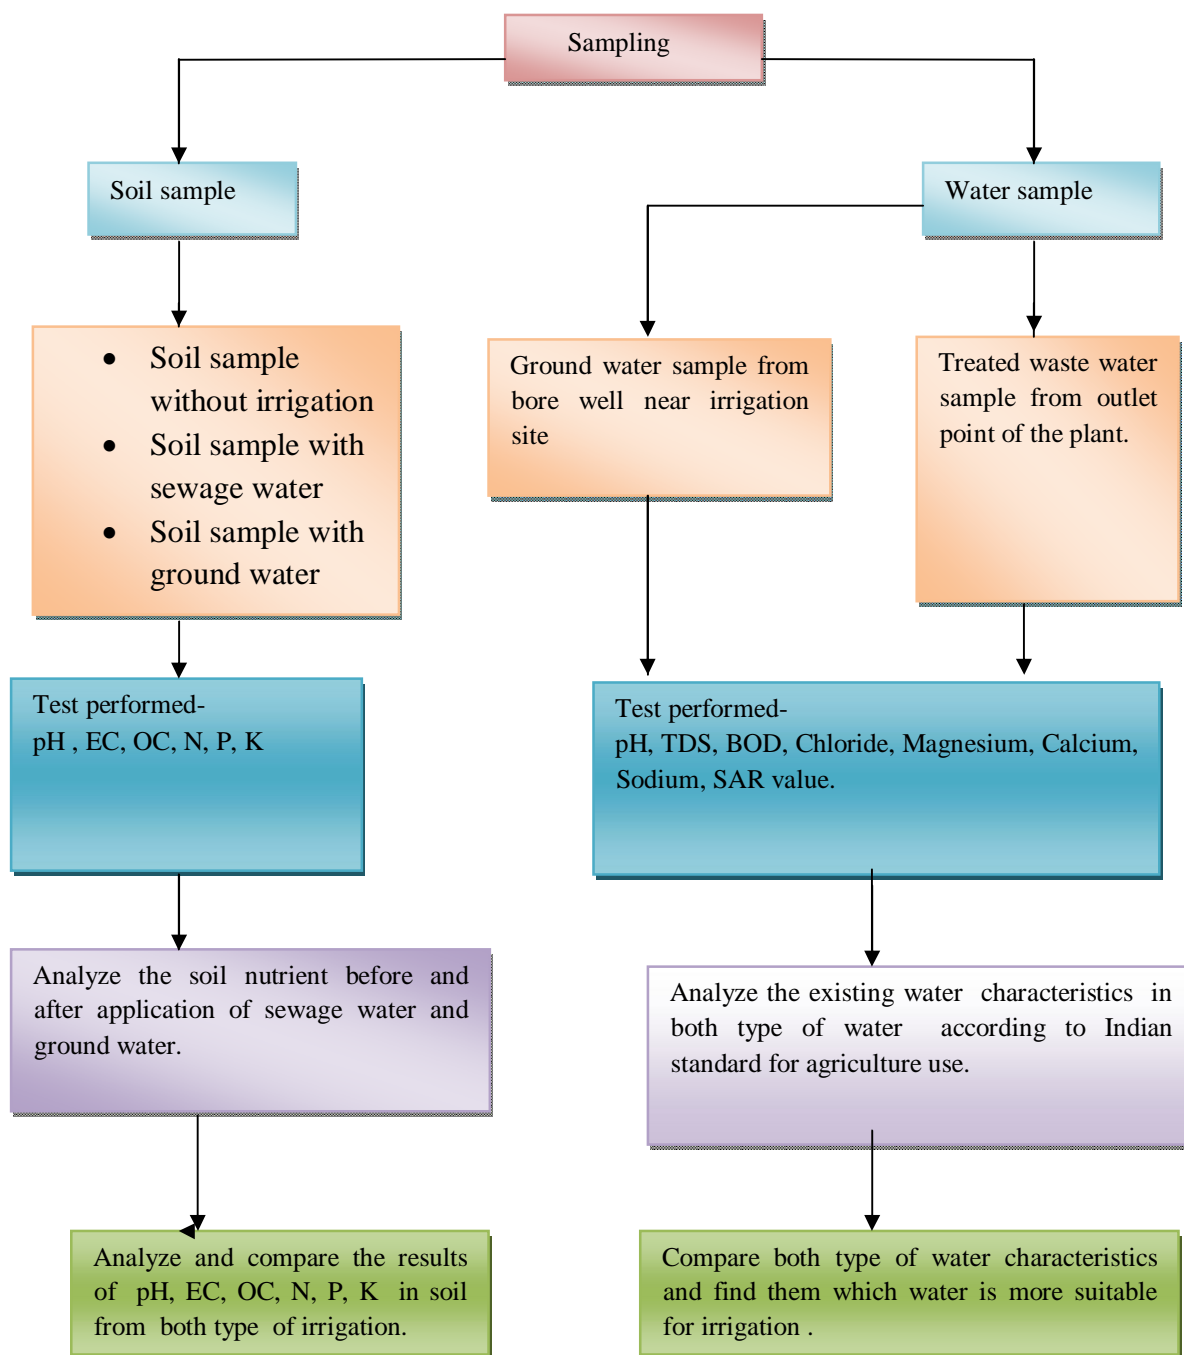 Sampling
Soil sample
Water sample
• Soil sample
without irrigation
• Soil sample with
sewage water
• Soil sample with
ground water
Ground water sample from
bore well near irrigation
site
Treated waste water
sample from outlet
point of the plant.
Test performed-
pH , EC, OC, N, P, K
Test performed-
pH, TDS, BOD, Chloride, Magnesium, Calcium,
Sodium, SAR value.
Analyze the soil nutrient before and
after application of sewage water and
ground water.
Analyze the existing water characteristics in
both type of water according to Indian
standard for agriculture use.
Analyze and compare the results
of pH, EC, OC, N, P, K in soil
from both type of irrigation.
Compare both type of water characteristics
and find them which water is more suitable
for irrigation .